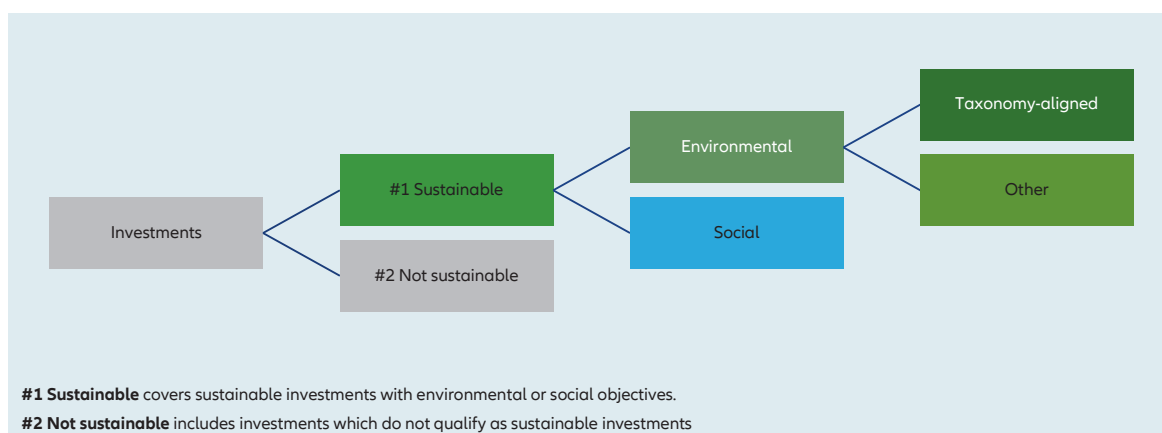 Taxonomy-aligned
Environmental
#1 Sustainable
Other
Investments
Social
#2 Not sustainable
#1 Sustainable covers sustainable investments with environmental or social objectives.
#2 Not sustainable includes investments which do not qualify as sustainable investments